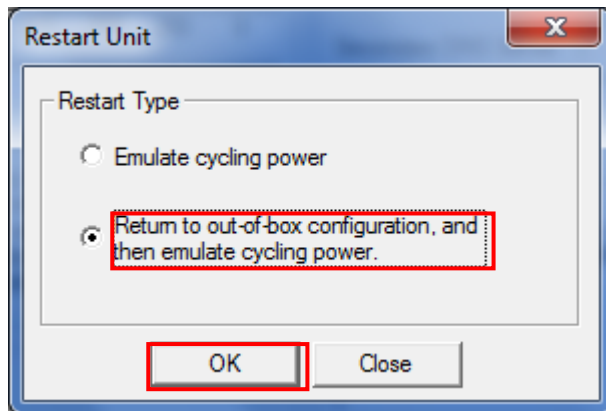 Restart Unit
Restart Type
Emulate cycling power
Return to out-of-box configuration, and
then emulate cycling power.
OK
Close